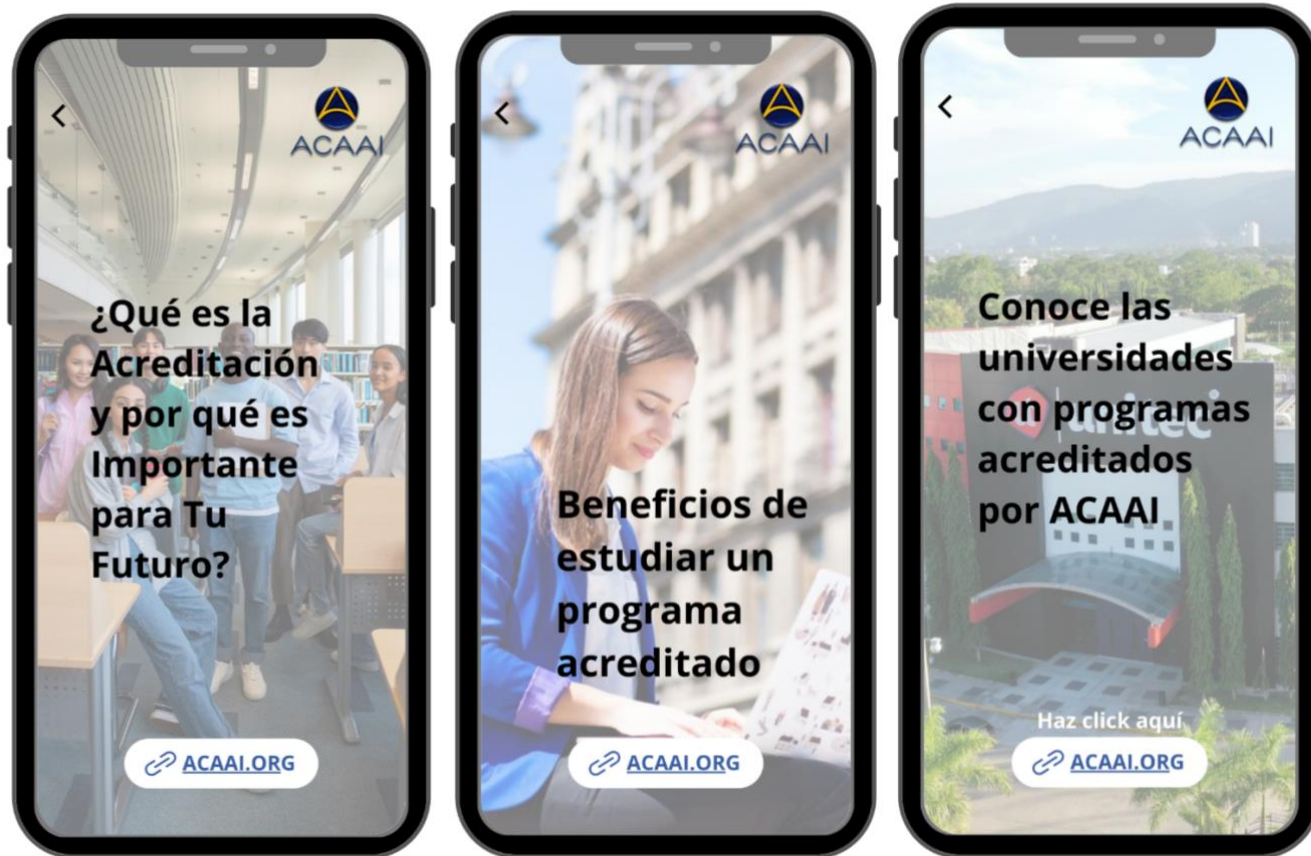 ACAAI
¿Qué es la
Acreditación
y por qué es
Importante
para Tu
Futuro?
ACAAI.ORG
ACAAI
Beneficios de
estudiar un
programa
acreditado
ACAAI.ORG
ACAAI
Conoce las
universidades
con programas
acreditados
por ACAAI
unitec
Haz click aquí
ACAAI.ORG